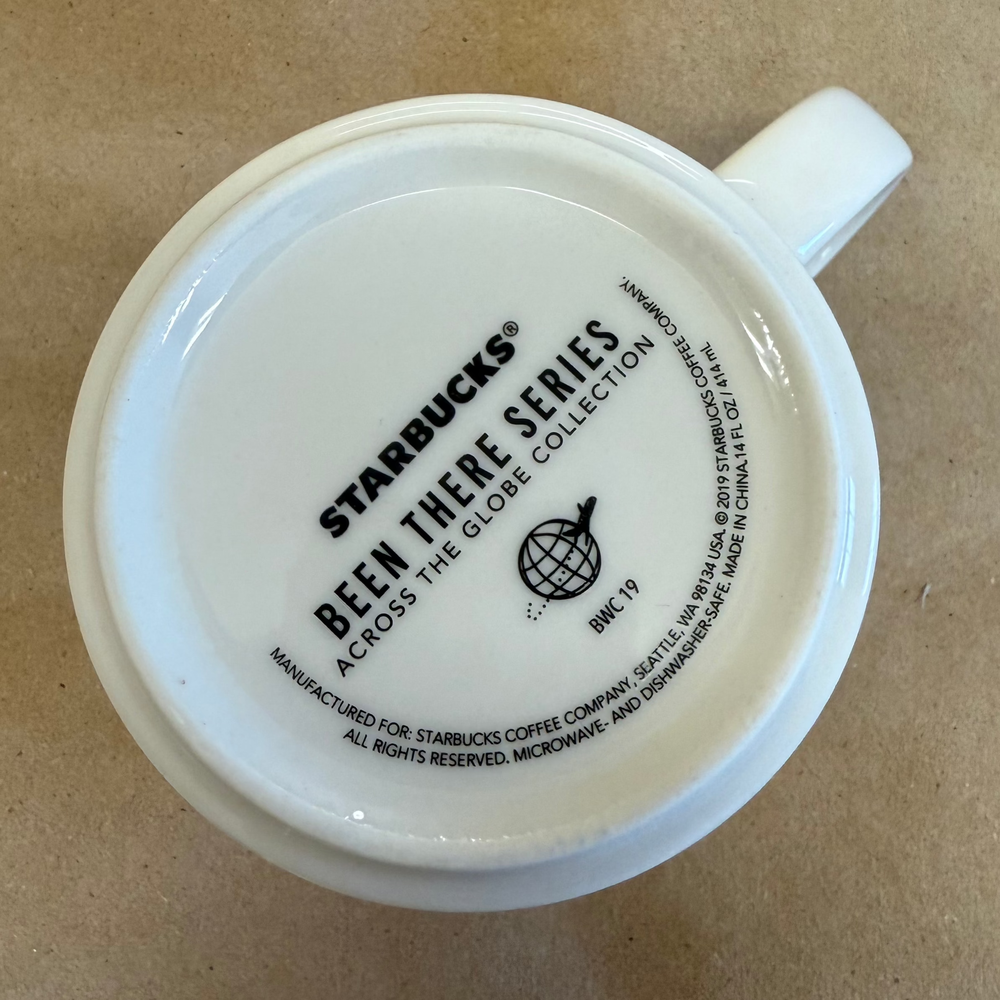 STARBUCKS®
BEEN THERE SERIES
ACROSS THE GLOBE COLLECTION
BWC 19
MANUFACTURED FOR: STARBUCKS COFFEE COMPANY, SEATTLE, WA 98134 USA. © 2019 STARBUCKS COFFEE COMPANY.
ALL RIGHTS RESERVED. MICROWAVE- AND DISHWASHER-SAFE. MADE IN CHINA.14 FL OZ / 414 mL